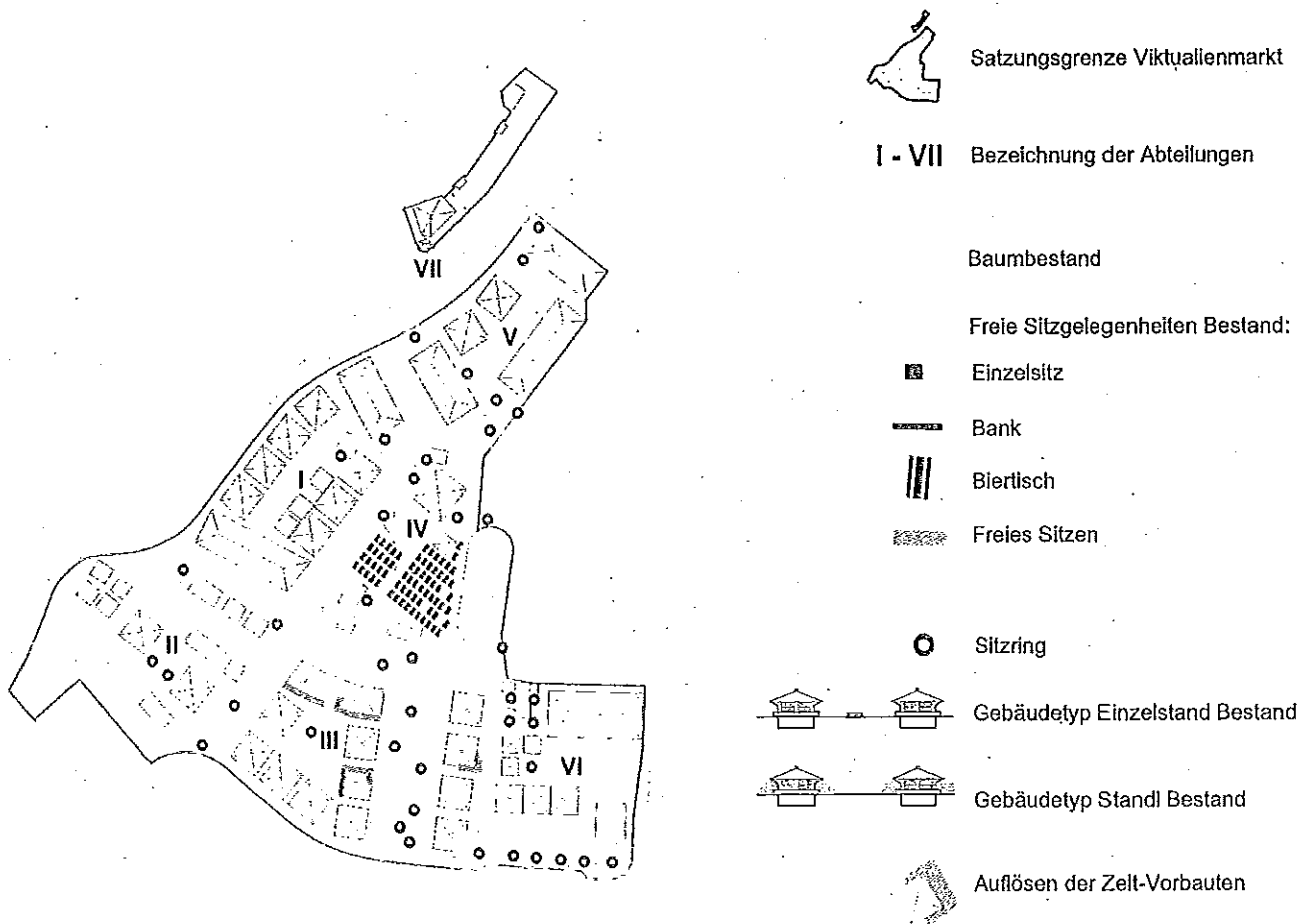 Satzungsgrenze Viktualienmarkt
I - VII Bezeichnung der Abteilungen
Baumbestand
Freie Sitzgelegenheiten Bestand:
Einzelsitz
Bank
Biertisch
Freies Sitzen
Sitzring
Gebäudetyp Einzelstand Bestand
Gebäudetyp Standl Bestand
Auflösen der Zelt-Vorbauten
VII
V
I
IV
II
III
VI